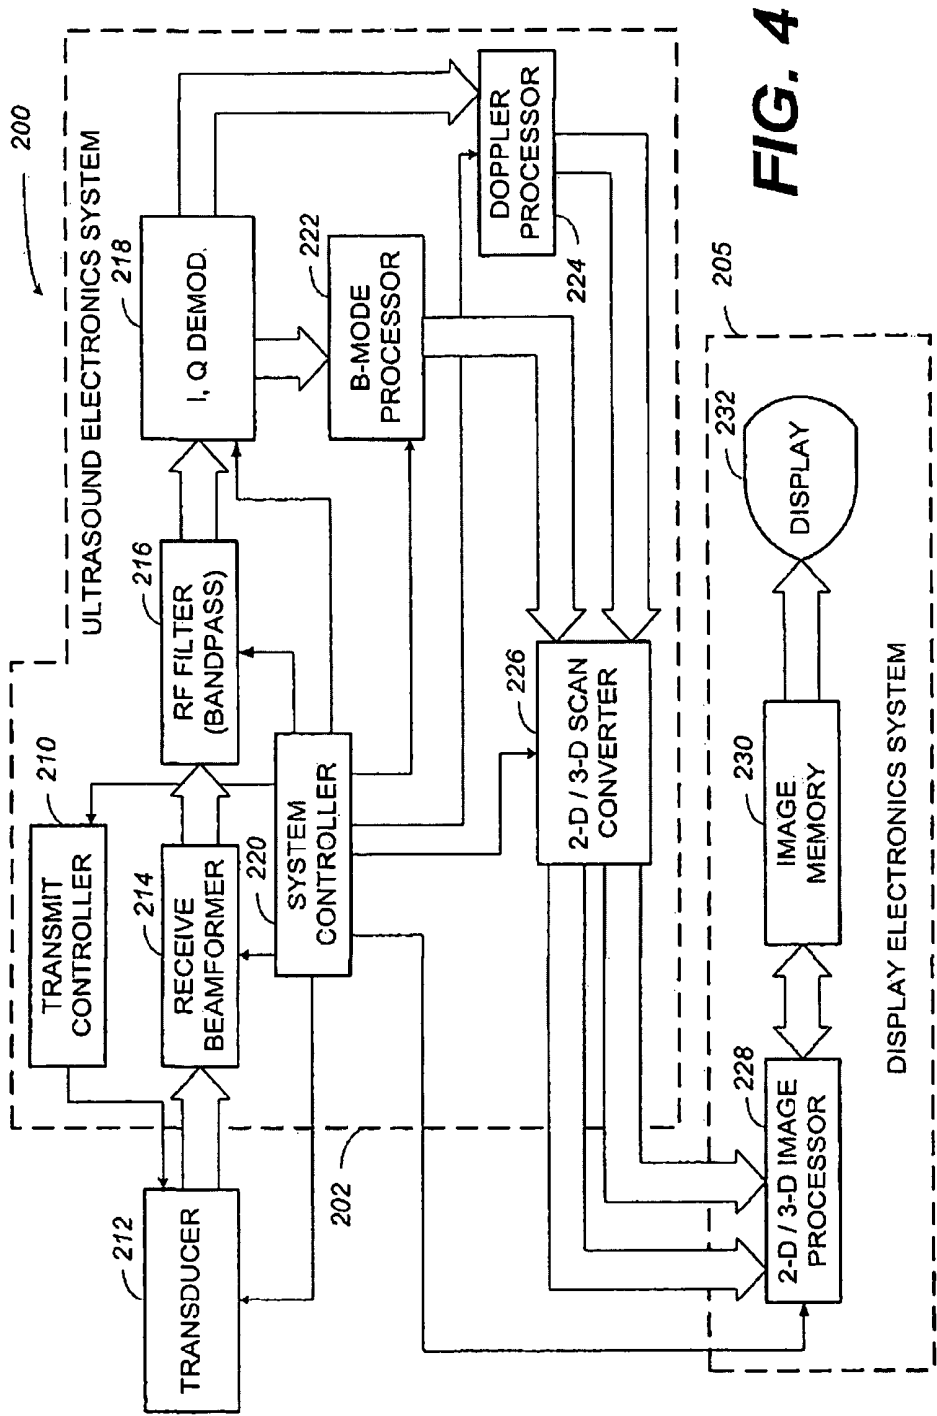 200
ULTRASOUND ELECTRONICS SYSTEM
210
TRANSMIT
CONTROLLER
212
TRANSDUCER
214
RECEIVE
BEAMFORMER
216
RF FILTER
(BANDPASS)
218
I, Q DEMOD.
220
SYSTEM
CONTROLLER
222
B-MODE
PROCESSOR
DOPPLER
PROCESSOR
224
202
226
2-D / 3-D SCAN
CONVERTER
205
228
2-D / 3-D IMAGE
PROCESSOR
230
IMAGE
MEMORY
232
DISPLAY
DISPLAY ELECTRONICS SYSTEM
FIG. 4